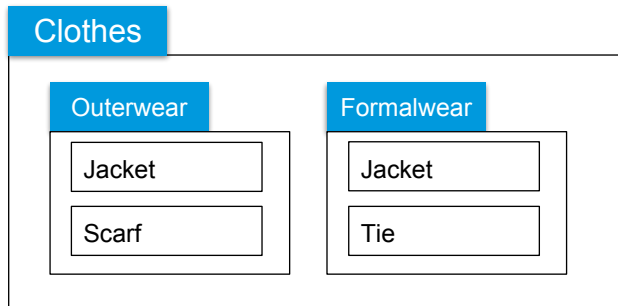 Clothes
Outerwear
Jacket
Scarf
Formalwear
Jacket
Tie